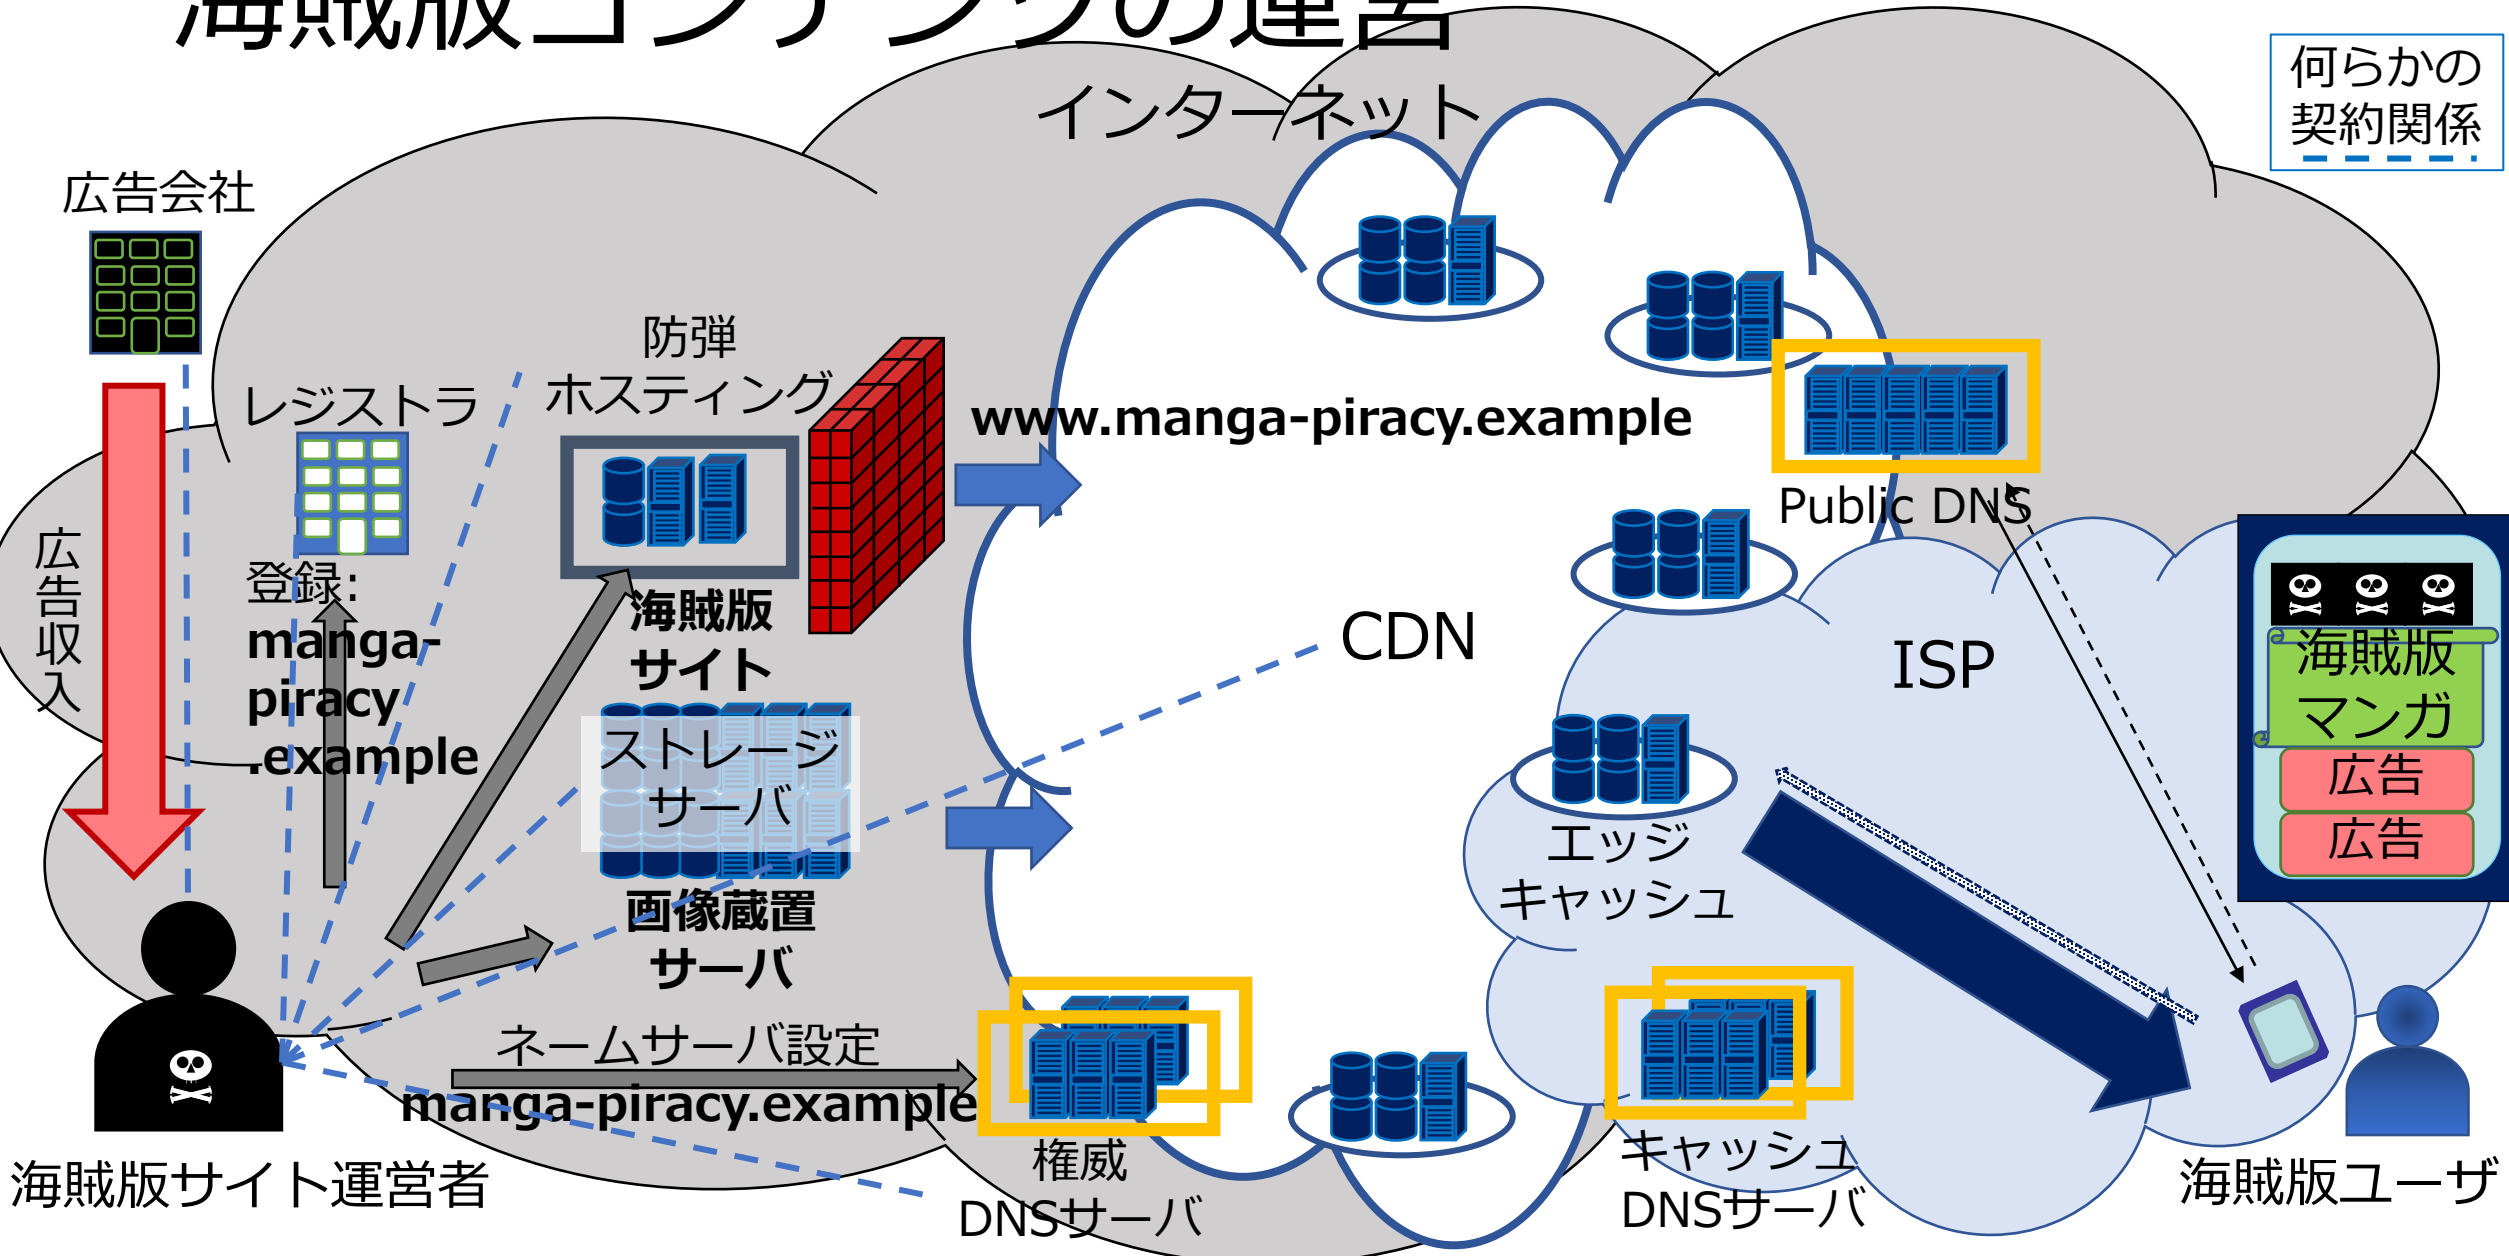 海賊版コンテンツの運営
インターネット
何らかの
契約関係
広告会社
広告収入
レジストラ
登録:
manga-
piracy
.example
防弾
ホスティング
海賊版
サイト
ストレージ
サーバ
画像蔵置
サーバ
www.manga-piracy.example
CDN
Public DNS
ISP
エッジ
キャッシュ
海賊版
マンガ
広告
広告
ネームサーバ設定
manga-piracy.example
権威
DNSサーバ
キャッシュ
DNSサーバ
海賊版サイト運営者
海賊版ユーザ